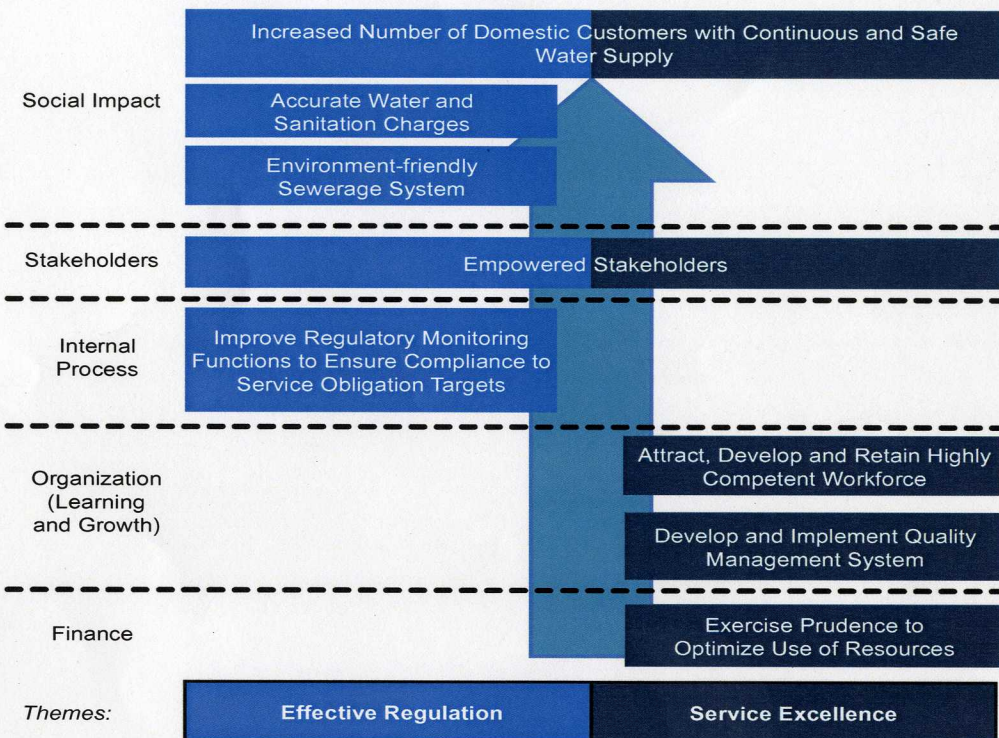 Increased Number of Domestic Customers with Continuous and Safe
Water Supply
Social Impact
Accurate Water and
Sanitation Charges
Environment-friendly
Sewerage System
Stakeholders
Empowered Stakeholders
Internal
Process
Improve Regulatory Monitoring
Functions to Ensure Compliance to
Service Obligation Targets
Organization
(Learning
and Growth)
Attract, Develop and Retain Highly
Competent Workforce
Develop and Implement Quality
Management System
Finance
Exercise Prudence to
Optimize Use of Resources
Themes:
Effective Regulation
Service Excellence